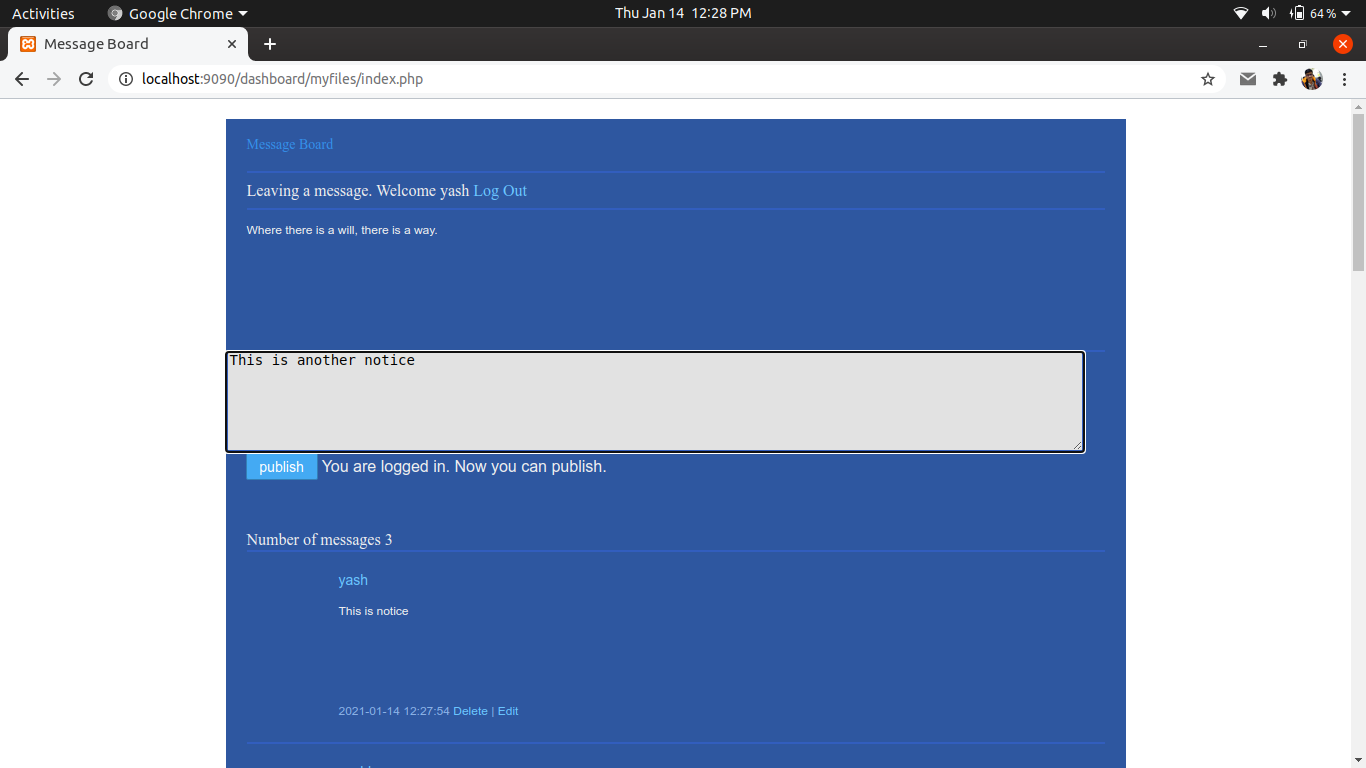 Activities
Google Chrome
Thu Jan 14 12:28 PM
64 %
Message Board
localhost:9090/dashboard/myfiles/index.php
Message Board
Leaving a message. Welcome yash Log Out
Where there is a will, there is a way.
This is another notice
publish You are logged in. Now you can publish.
Number of messages 3
yash
This is notice
2021-01-14 12:27:54 Delete | Edit